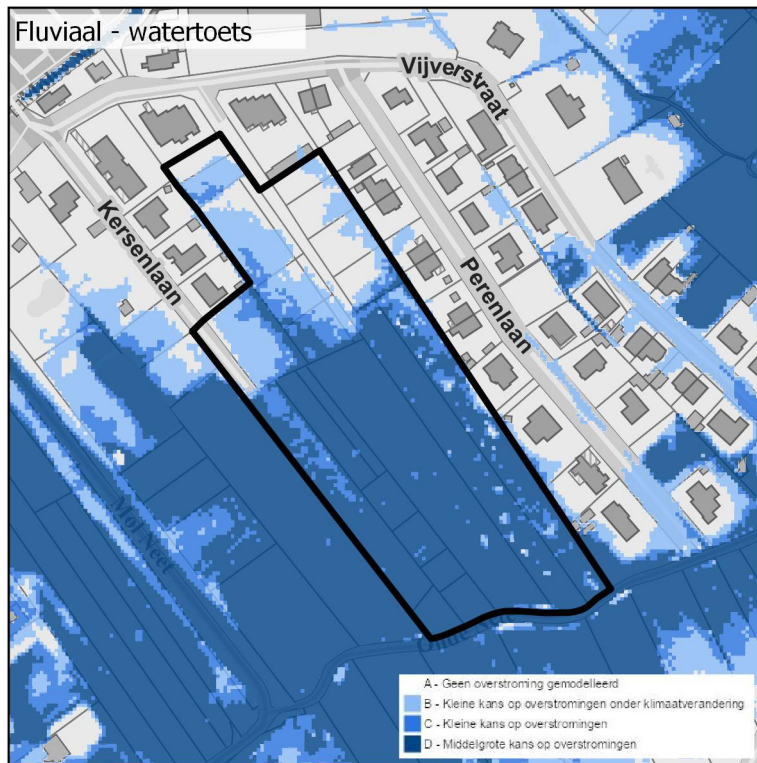 Fluviaal - watertoets
Vijverstraat
Kersenlaan
Perenlaan
Mol Neet
A - Geen overstroming gemodelleerd
B - Kleine kans op overstromingen onder klimaatverandering
C - Kleine kans op overstromingen
D - Middelgrote kans op overstromingen